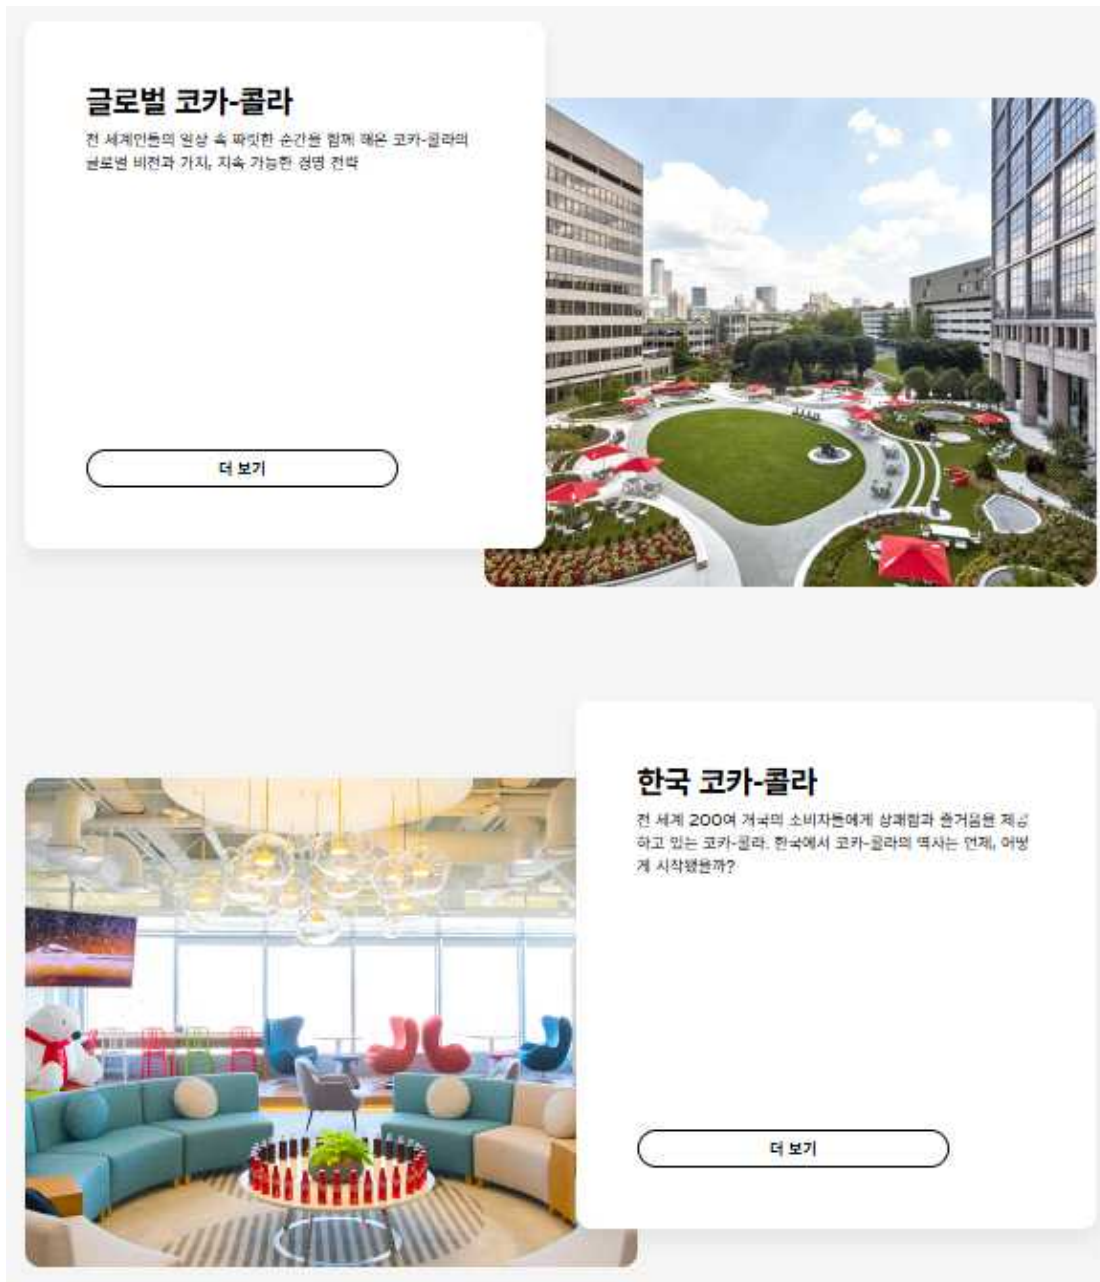 글로벌 코카-콜라
전 세계인들의 일상 속 짜릿한 순간을 함께 해온 코카-콜라의
글로벌 비전과 가치, 지속 가능한 경영 전략
더 보기
한국 코카-콜라
전 세계 200여 개국의 소비자들에게 상쾌함과 즐거움을 제공
하고 있는 코카-콜라. 한국에서 코카-콜라의 역사는 언제, 어떻
게 시작됐을까?
더 보기